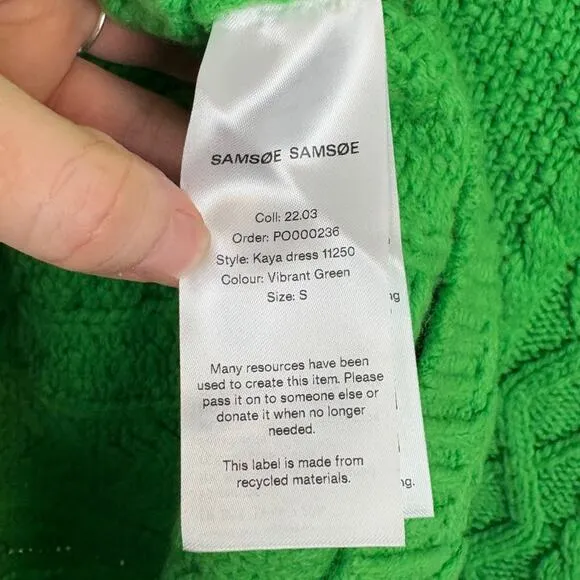 SAMSØE SAMSØE
Coll: 22.03
Order: PO000236
Style: Kaya dress 11250
Colour: Vibrant Green
Size: S
Many resources have been
used to create this item. Please
pass it on to someone else or
donate it when no longer
needed.
This label is made from
recycled materials.